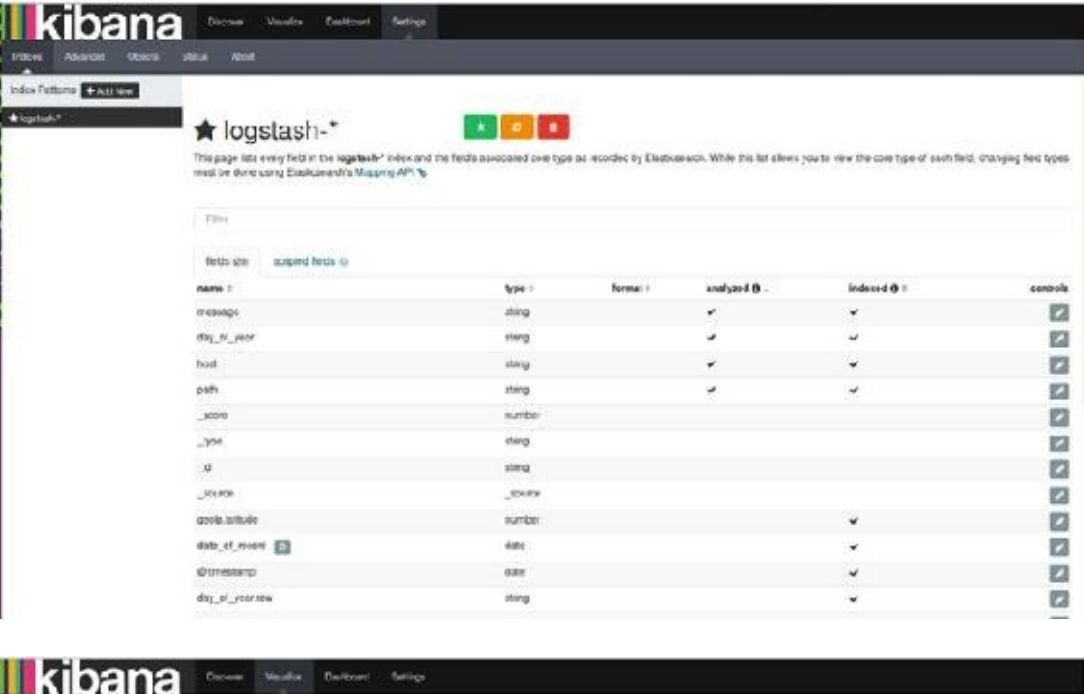 kibana Discover Visualize Dashboard Settings
Indices Advanced Objects Status About
Index Patterns + Add New
logstash-*
logstash-*
This page lists every field in the logstash-* index and the field's associated core type as recorded by Elasticsearch. While this list allows you to view the core type of each field, changing field types
must be done using Elasticsearch's Mapping API
Filter
fields scripted fields
name type format analyzed indexed controls
message string
day_of_year string
host string
path string
_score number
_type string
_id string
_source _source
geoip.latitude number
date_of_record date
@timestamp date
day_of_year.raw string
kibana Discover Visualize Dashboard Settings